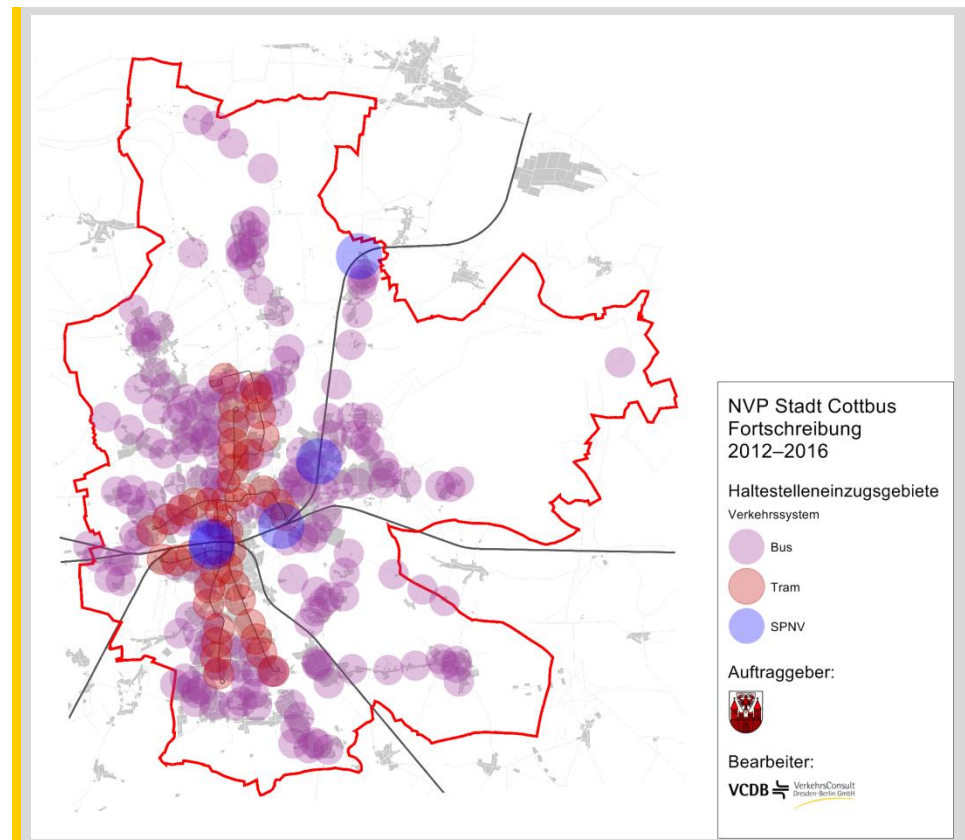 NVP Stadt Cottbus
Fortschreibung
2012–2016
Haltestelleneinzugsgebiete
Verkehrssystem
Bus
Tram
SPNV
Auftraggeber:
Bearbeiter:
VCDB VerkehrsConsult
Dresden-Berlin GmbH